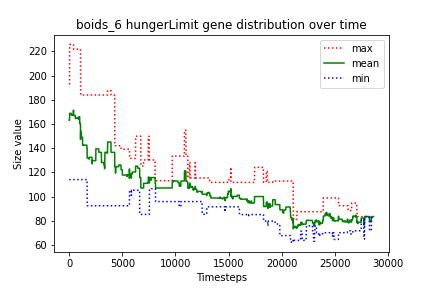 boids_6 hungerLimit gene distribution over time
max
mean
min
Size value
220
200
180
160
140
120
100
80
60
0
5000
10000
15000
20000
25000
30000
Timesteps